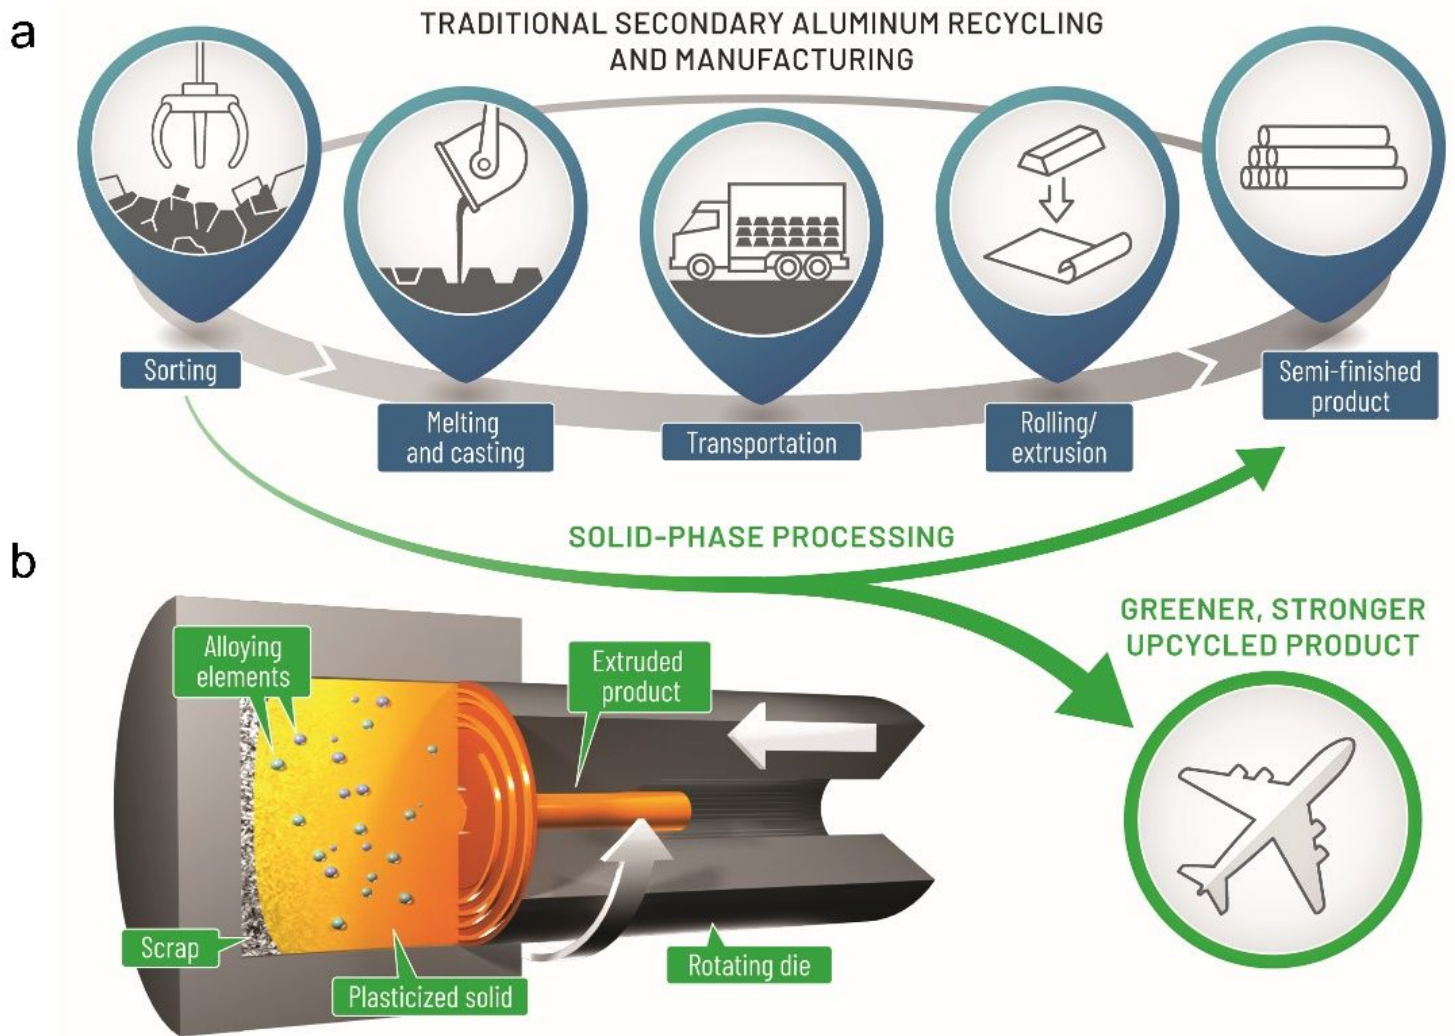 a
TRADITIONAL SECONDARY ALUMINUM RECYCLING
AND MANUFACTURING
Sorting
Melting
and casting
Transportation
Rolling/
extrusion
Semi-finished
product
SOLID-PHASE PROCESSING
b
GREENER, STRONGER
UPCYCLED PRODUCT
Alloying
elements
Extruded
product
Scrap
Plasticized solid
Rotating die